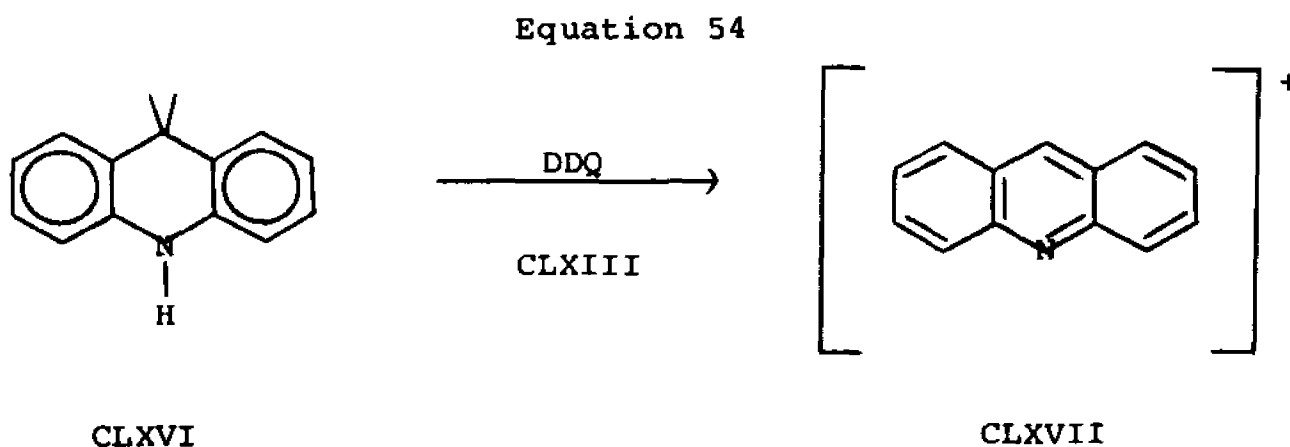 Equation 54
+
DDQ
N
CLXIII
N
H
CLXVI
CLXVII